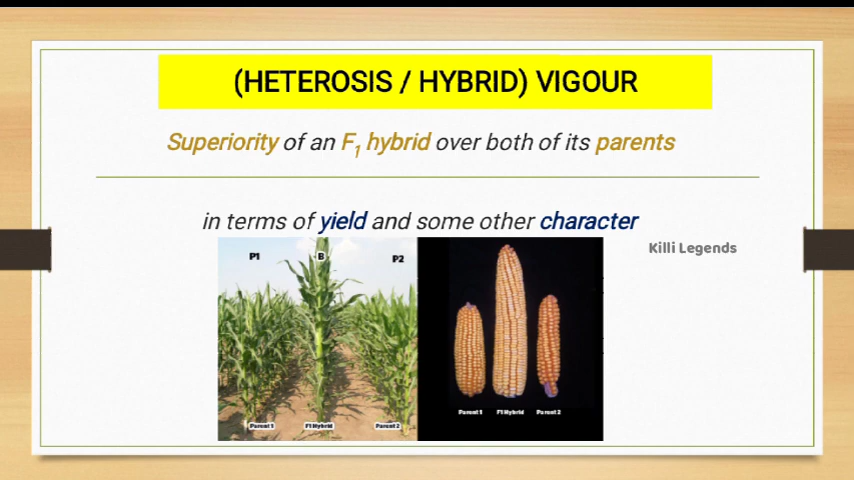 (HETEROSIS / HYBRID) VIGOUR
Superiority of an F₁ hybrid over both of its parents
in terms of yield and some other character
Killi Legends
P1 B P2
Parent 1 F1 Hybrid Parent 2
Parent 1 F1 Hybrid Parent 2